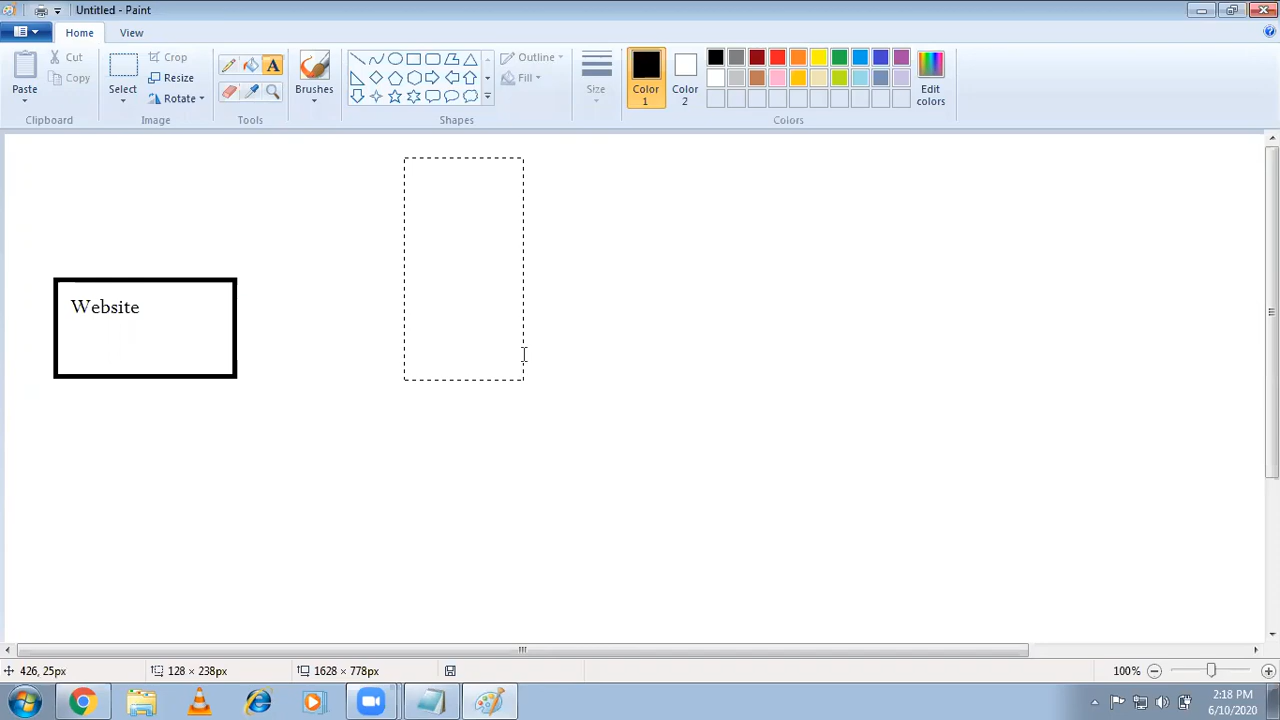 Untitled - Paint
Home View
Paste
Cut
Copy
Clipboard
Select
Crop
Resize
Rotate
Image
A
Tools
Brushes
Outline
Fill
Shapes
Size
Color 1
Color 2
Edit colors
Colors
Website
426, 25px
128 × 238px
1628 × 778px
100%
2:18 PM
6/10/2020